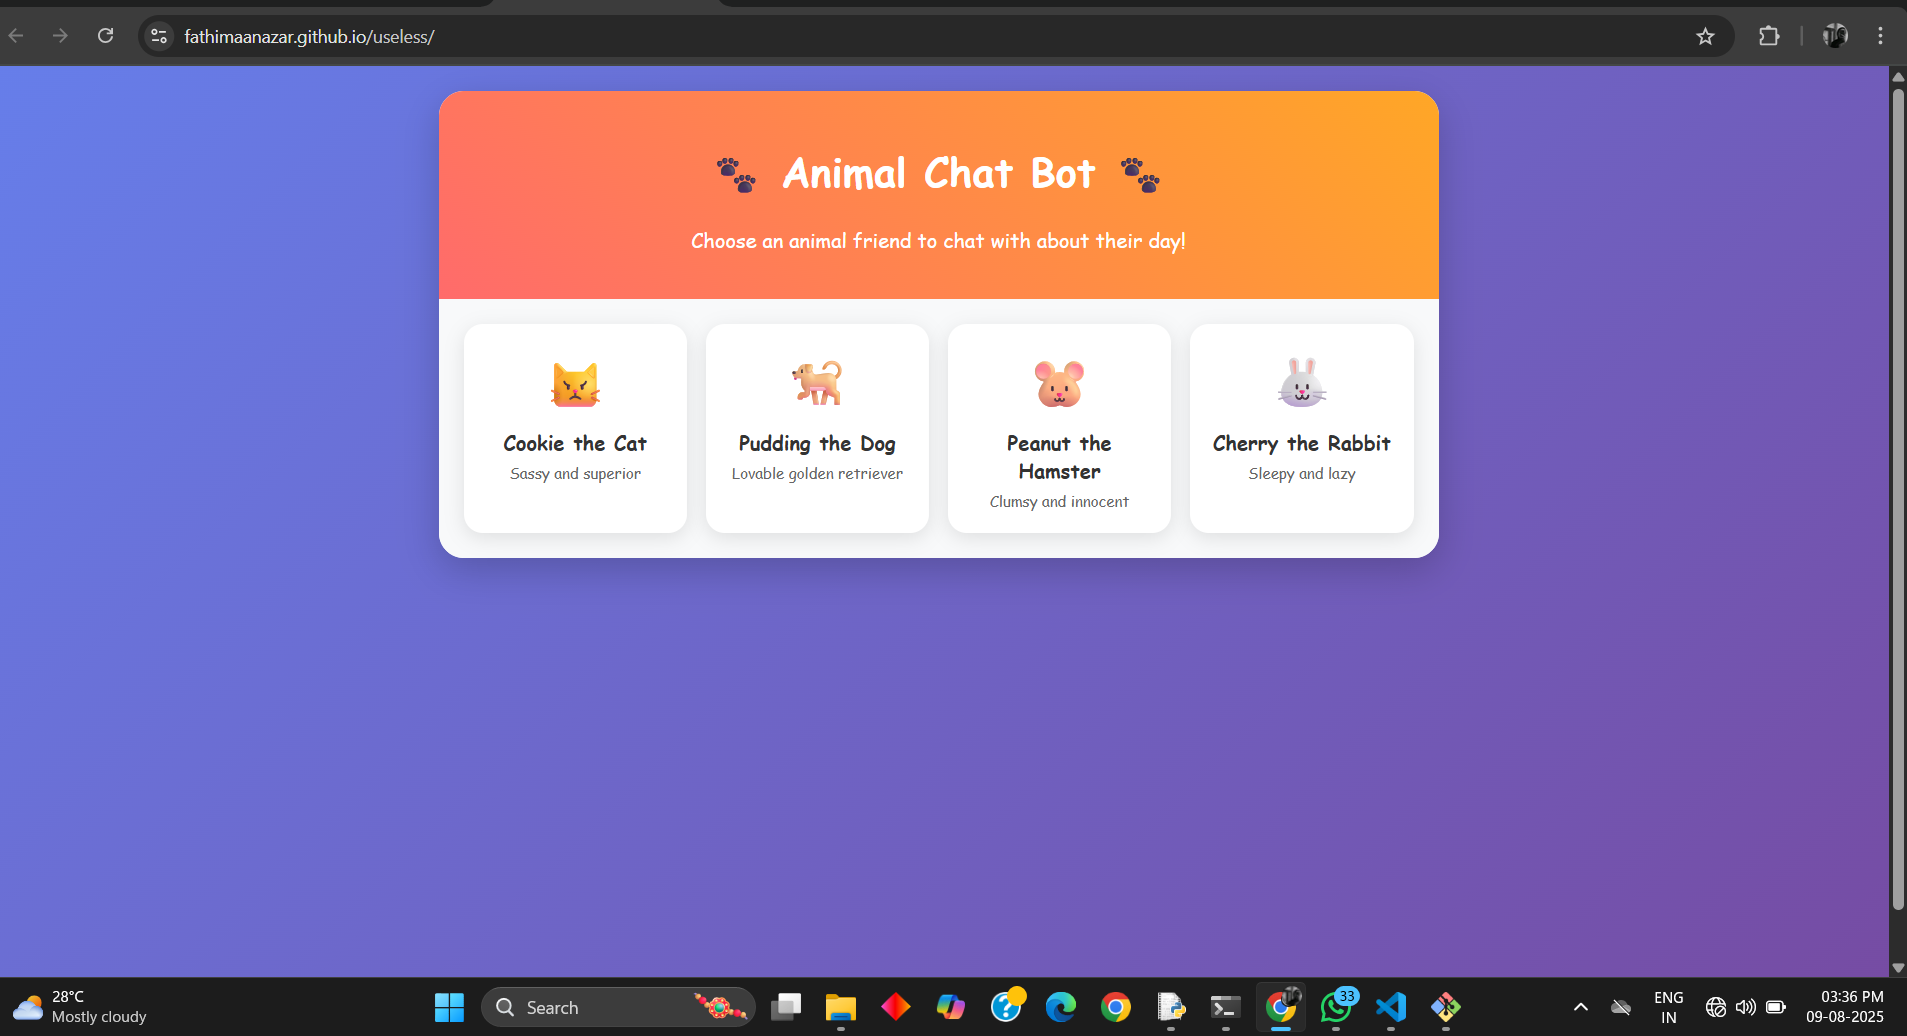 fathimaanazar.github.io/useless/
Animal Chat Bot
Choose an animal friend to chat with about their day!
Cookie the Cat
Sassy and superior
Pudding the Dog
Lovable golden retriever
Peanut the
Hamster
Clumsy and innocent
Cherry the Rabbit
Sleepy and lazy
28°C
Mostly cloudy
Search
33
ENG
IN
03:36 PM
09-08-2025